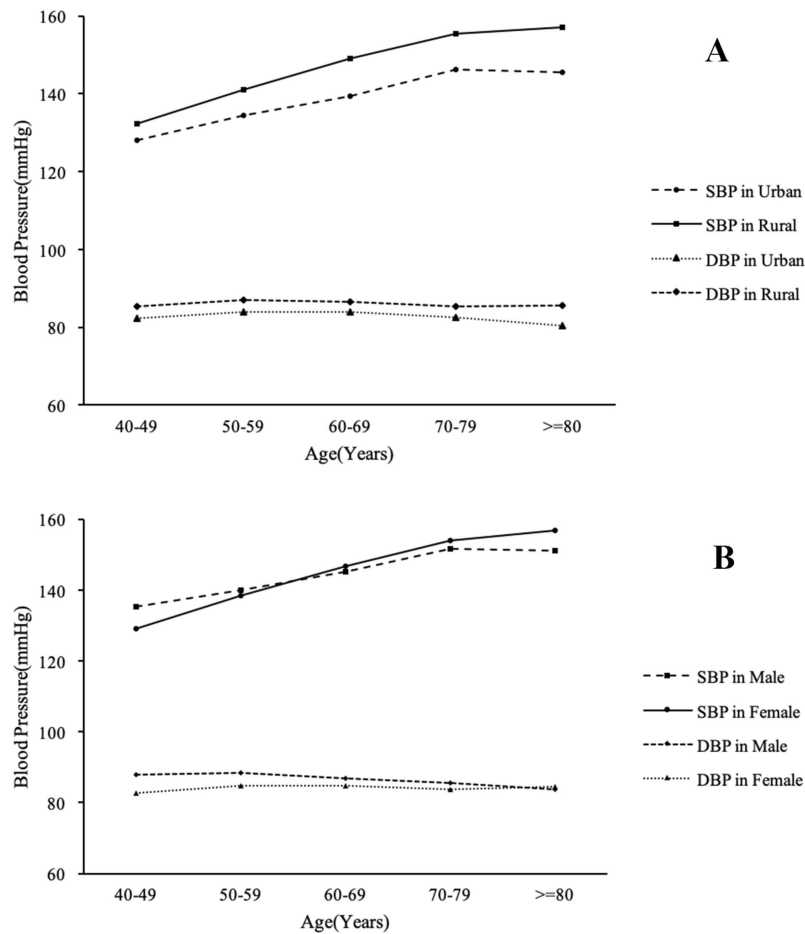 160
140
120
100
80
60
Blood Pressure(mmHg)
40-49 50-59 60-69 70-79 >=80
Age(Years)
A
SBP in Urban
SBP in Rural
DBP in Urban
DBP in Rural
160
140
120
100
80
60
Blood Pressure(mmHg)
40-49 50-59 60-69 70-79 >=80
Age(Years)
B
SBP in Male
SBP in Female
DBP in Male
DBP in Female